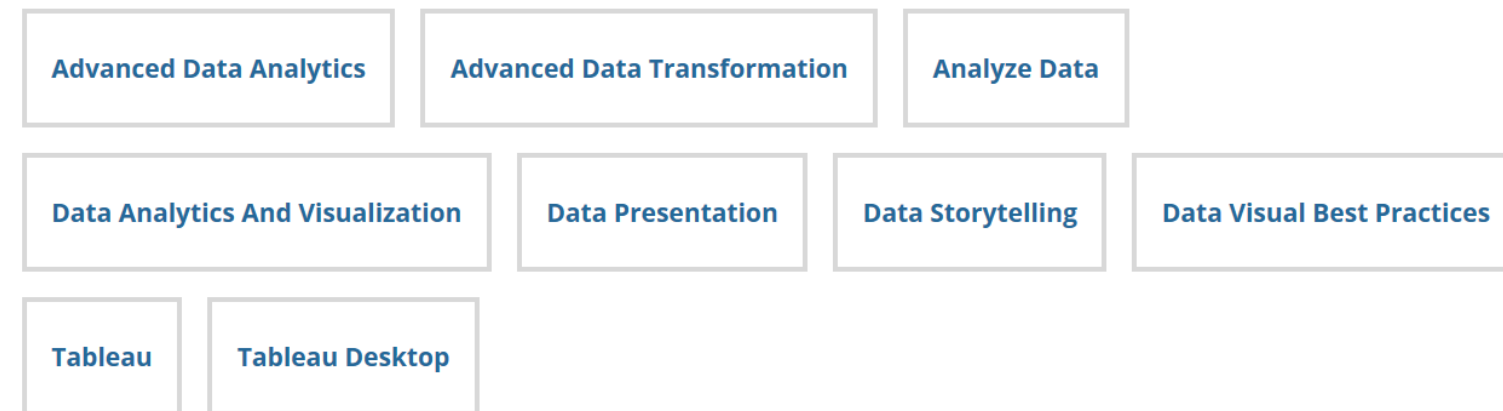 Advanced Data Analytics Advanced Data Transformation Analyze Data
Data Analytics And Visualization Data Presentation Data Storytelling Data Visual Best Practices
Tableau Tableau Desktop